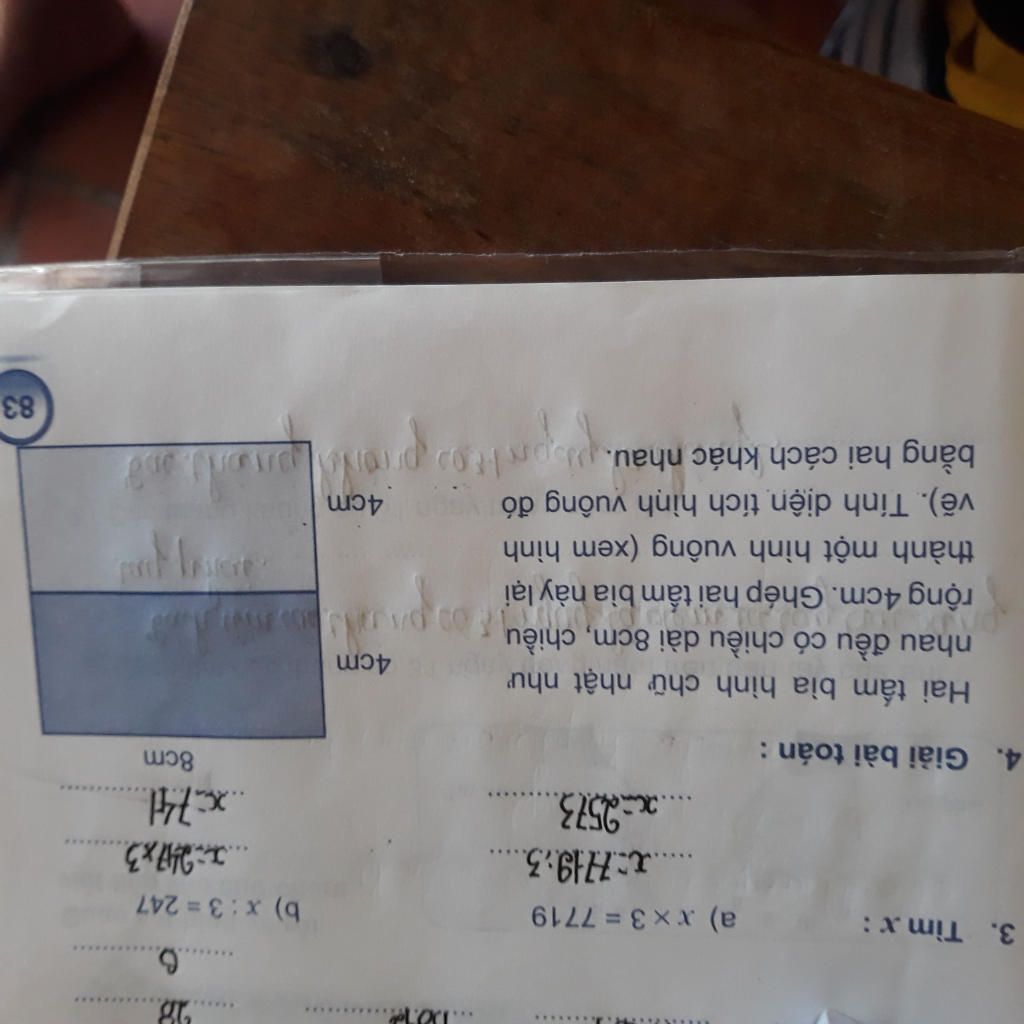 28
B
3. Tìm x :
a) x × 3 = 7719
b) x : 3 = 247
x = 7719 : 3
x = 247 × 3
x = 2573
x = 741
4. Giải bài toán :
Hai tấm bìa hình chữ nhật như
nhau đều có chiều dài 8cm, chiều
rộng 4cm. Ghép hai tấm bìa này lại
thành một hình vuông (xem hình
vẽ). Tính diện tích hình vuông đó
bằng hai cách khác nhau.
8cm
4cm
4cm
83